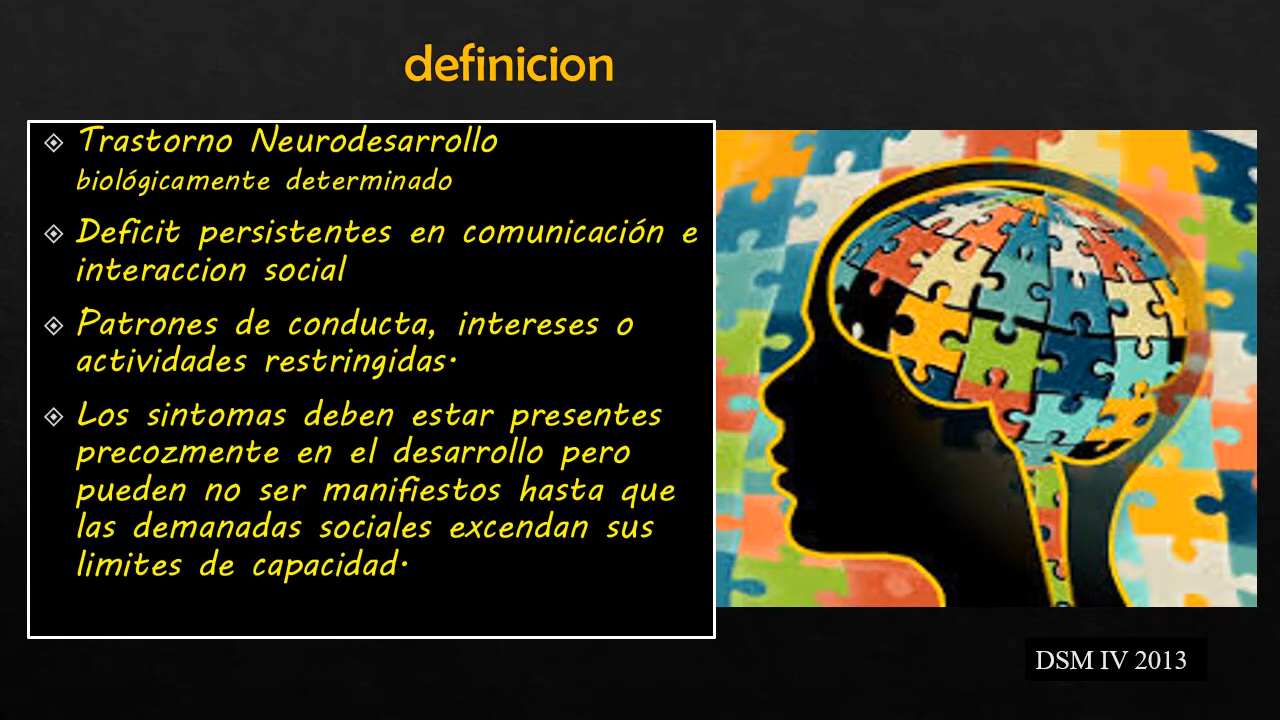 definicion
Trastorno Neurodesarrollo
biológicamente determinado
Deficit persistentes en comunicación e
interaccion social
Patrones de conducta, intereses o
actividades restringidas.
Los sintomas deben estar presentes
precozmente en el desarrollo pero
pueden no ser manifiestos hasta que
las demanadas sociales excendan sus
limites de capacidad.
DSM IV 2013